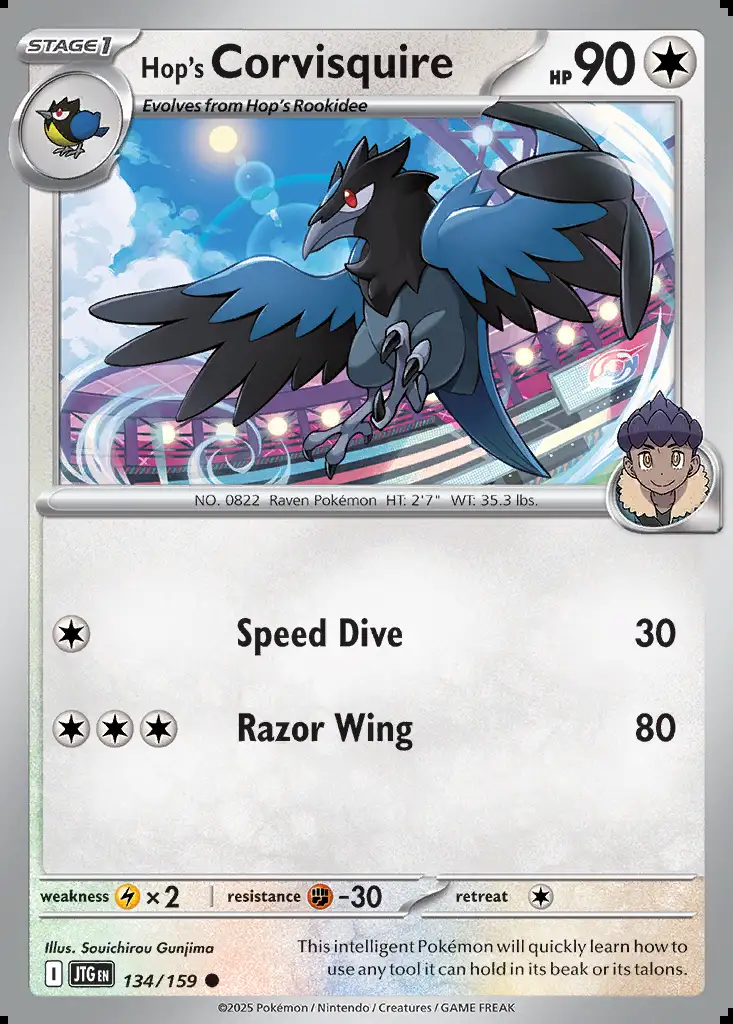 STAGE 1
Hop's Corvisquire
HP 90
Evolves from Hop's Rookidee
NO. 0822 Raven Pokémon HT: 2'7" WT: 35.3 lbs.
Speed Dive 30
Razor Wing 80
weakness ×2 resistance -30 retreat
Illus. Souichirou Gunjima
This intelligent Pokémon will quickly learn how to
use any tool it can hold in its beak or its talons.
I JTG EN 134/159
©2025 Pokémon / Nintendo / Creatures / GAME FREAK